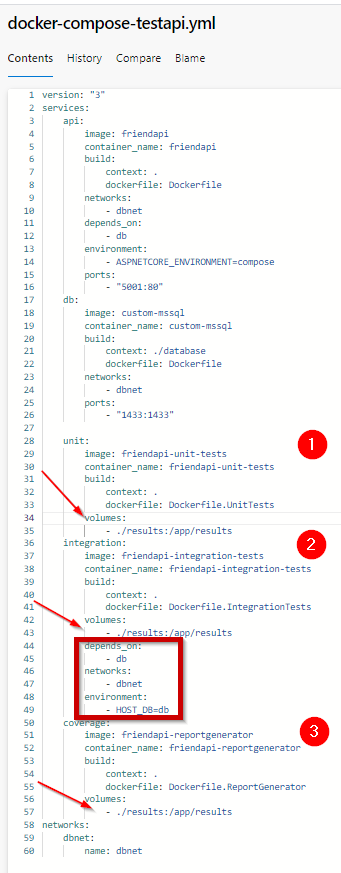 docker-compose-testapi.yml
Contents History Compare Blame
1 version: "3"
2 services:
3 api:
4 image: friendapi
5 container_name: friendapi
6 build:
7 context: .
8 dockerfile: Dockerfile
9 networks:
10 - dbnet
11 depends_on:
12 - db
13 environment:
14 - ASPNETCORE_ENVIRONMENT=compose
15 ports:
16 - "5001:80"
17 db:
18 image: custom-mssql
19 container_name: custom-mssql
20 build:
21 context: ./database
22 dockerfile: Dockerfile
23 networks:
24 - dbnet
25 ports:
26 - "1433:1433"
27
28 unit: 1
29 image: friendapi-unit-tests
30 container_name: friendapi-unit-tests
31 build:
32 context: .
33 dockerfile: Dockerfile.UnitTests
34 volumes:
35 - ./results:/app/results
36 integration: 2
37 image: friendapi-integration-tests
38 container_name: friendapi-integration-tests
39 build:
40 context: .
41 dockerfile: Dockerfile.IntegrationTests
42 volumes:
43 - ./results:/app/results
44 depends_on:
45 - db
46 networks:
47 - dbnet
48 environment:
49 - HOST_DB=db
50 coverage: 3
51 image: friendapi-reportgenerator
52 container_name: friendapi-reportgenerator
53 build:
54 context: .
55 dockerfile: Dockerfile.ReportGenerator
56 volumes:
57 - ./results:/app/results
58 networks:
59 dbnet:
60 name: dbnet